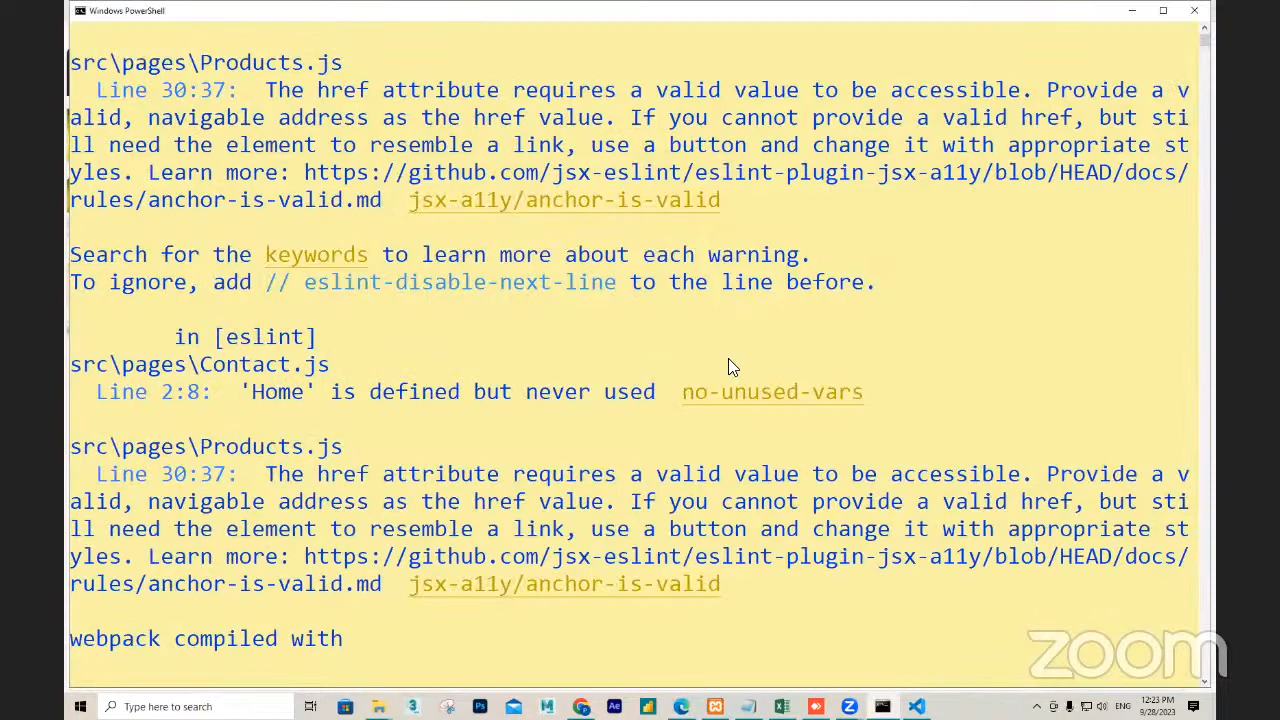 Windows PowerShell
src\pages\Products.js
Line 30:37:  The href attribute requires a valid value to be accessible. Provide a v
alid, navigable address as the href value. If you cannot provide a valid href, but sti
ll need the element to resemble a link, use a button and change it with appropriate st
yles. Learn more: https://github.com/jsx-eslint/eslint-plugin-jsx-a11y/blob/HEAD/docs/
rules/anchor-is-valid.md  jsx-a11y/anchor-is-valid
Search for the keywords to learn more about each warning.
To ignore, add // eslint-disable-next-line to the line before.
in [eslint]
src\pages\Contact.js
Line 2:8:  'Home' is defined but never used  no-unused-vars
src\pages\Products.js
Line 30:37:  The href attribute requires a valid value to be accessible. Provide a v
alid, navigable address as the href value. If you cannot provide a valid href, but sti
ll need the element to resemble a link, use a button and change it with appropriate st
yles. Learn more: https://github.com/jsx-eslint/eslint-plugin-jsx-a11y/blob/HEAD/docs/
rules/anchor-is-valid.md  jsx-a11y/anchor-is-valid
webpack compiled with
zoom
Type here to search
Ps
Ae
ENG
12:23 PM
9/28/2023